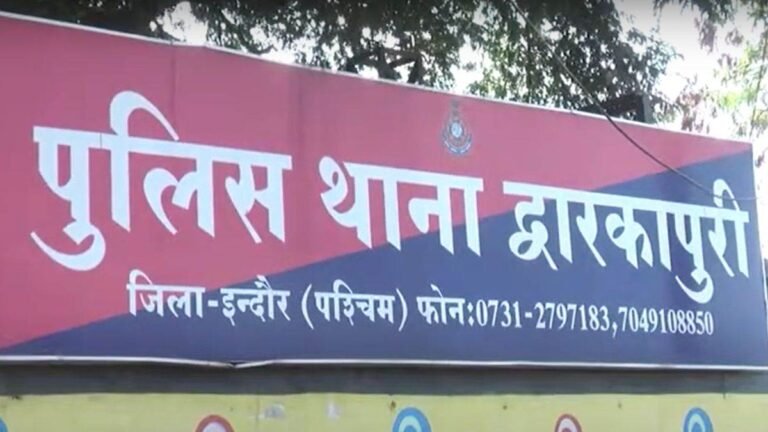 पुलिस थाना द्वारकापुरी
जिला-इन्दौर (पश्चिम) फोन:0731-2797183,7049108850